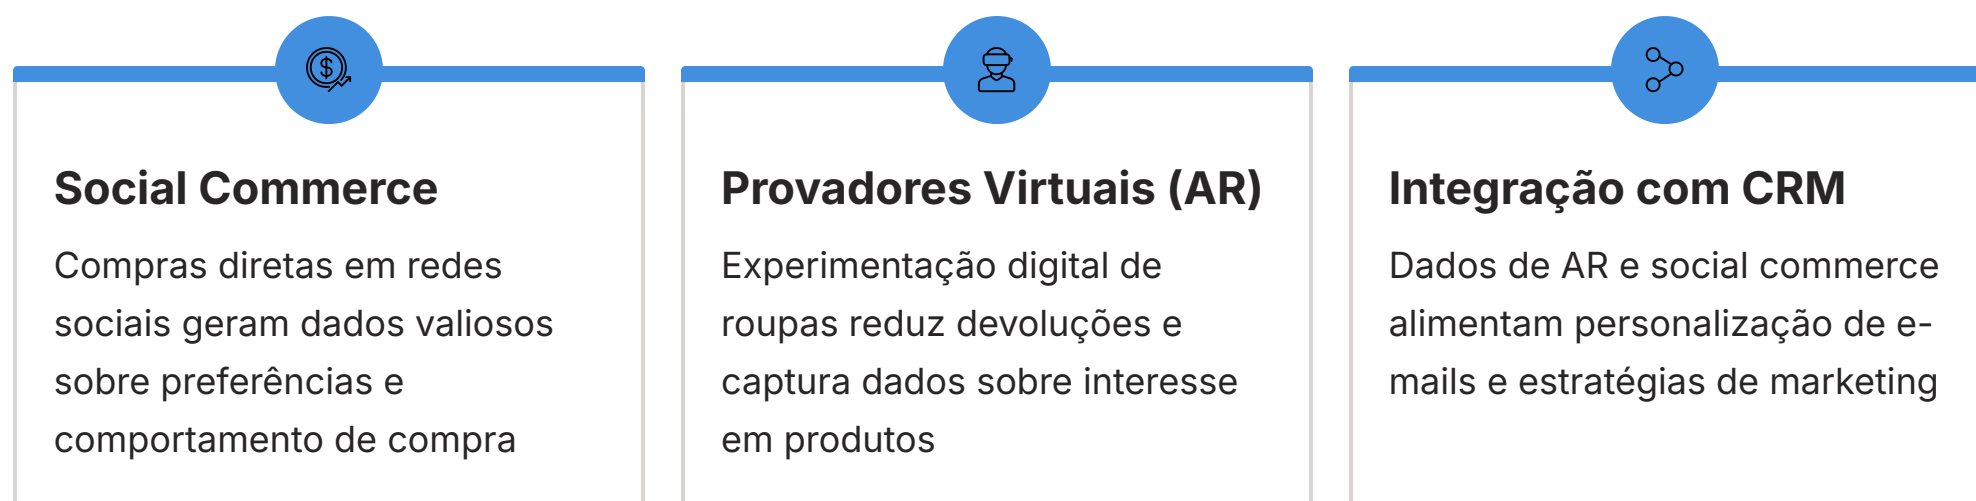 Social Commerce
Compras diretas em redes
sociais geram dados valiosos
sobre preferências e
comportamento de compra
Provadores Virtuais (AR)
Experimentação digital de
roupas reduz devoluções e
captura dados sobre interesse
em produtos
Integração com CRM
Dados de AR e social commerce
alimentam personalização de e-
mails e estratégias de marketing